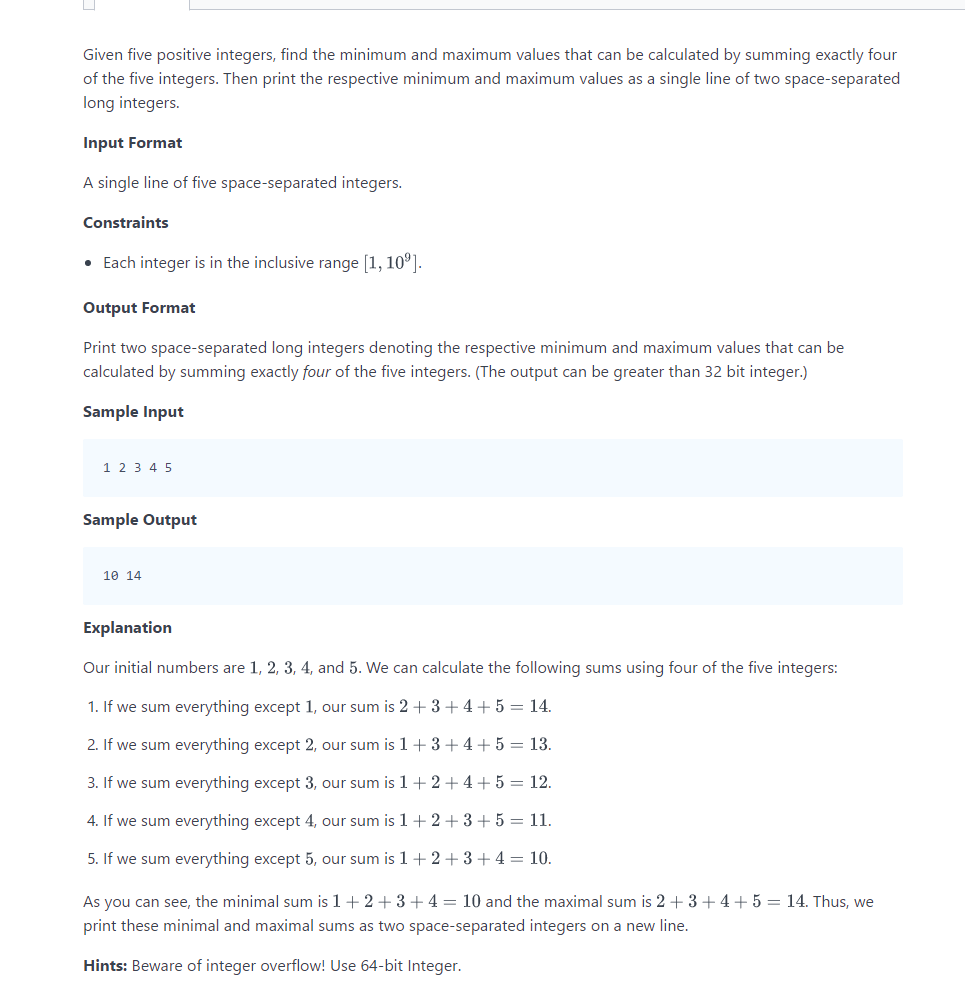 Given five positive integers, find the minimum and maximum values that can be calculated by summing exactly four
of the five integers. Then print the respective minimum and maximum values as a single line of two space-separated
long integers.
Input Format
A single line of five space-separated integers.
Constraints
• Each integer is in the inclusive range [1, 10⁹].
Output Format
Print two space-separated long integers denoting the respective minimum and maximum values that can be
calculated by summing exactly four of the five integers. (The output can be greater than 32 bit integer.)
Sample Input
1 2 3 4 5
Sample Output
10 14
Explanation
Our initial numbers are 1, 2, 3, 4, and 5. We can calculate the following sums using four of the five integers:
1. If we sum everything except 1, our sum is 2 + 3 + 4 + 5 = 14.
2. If we sum everything except 2, our sum is 1 + 3 + 4 + 5 = 13.
3. If we sum everything except 3, our sum is 1 + 2 + 4 + 5 = 12.
4. If we sum everything except 4, our sum is 1 + 2 + 3 + 5 = 11.
5. If we sum everything except 5, our sum is 1 + 2 + 3 + 4 = 10.
As you can see, the minimal sum is 1 + 2 + 3 + 4 = 10 and the maximal sum is 2 + 3 + 4 + 5 = 14. Thus, we
print these minimal and maximal sums as two space-separated integers on a new line.
Hints: Beware of integer overflow! Use 64-bit Integer.